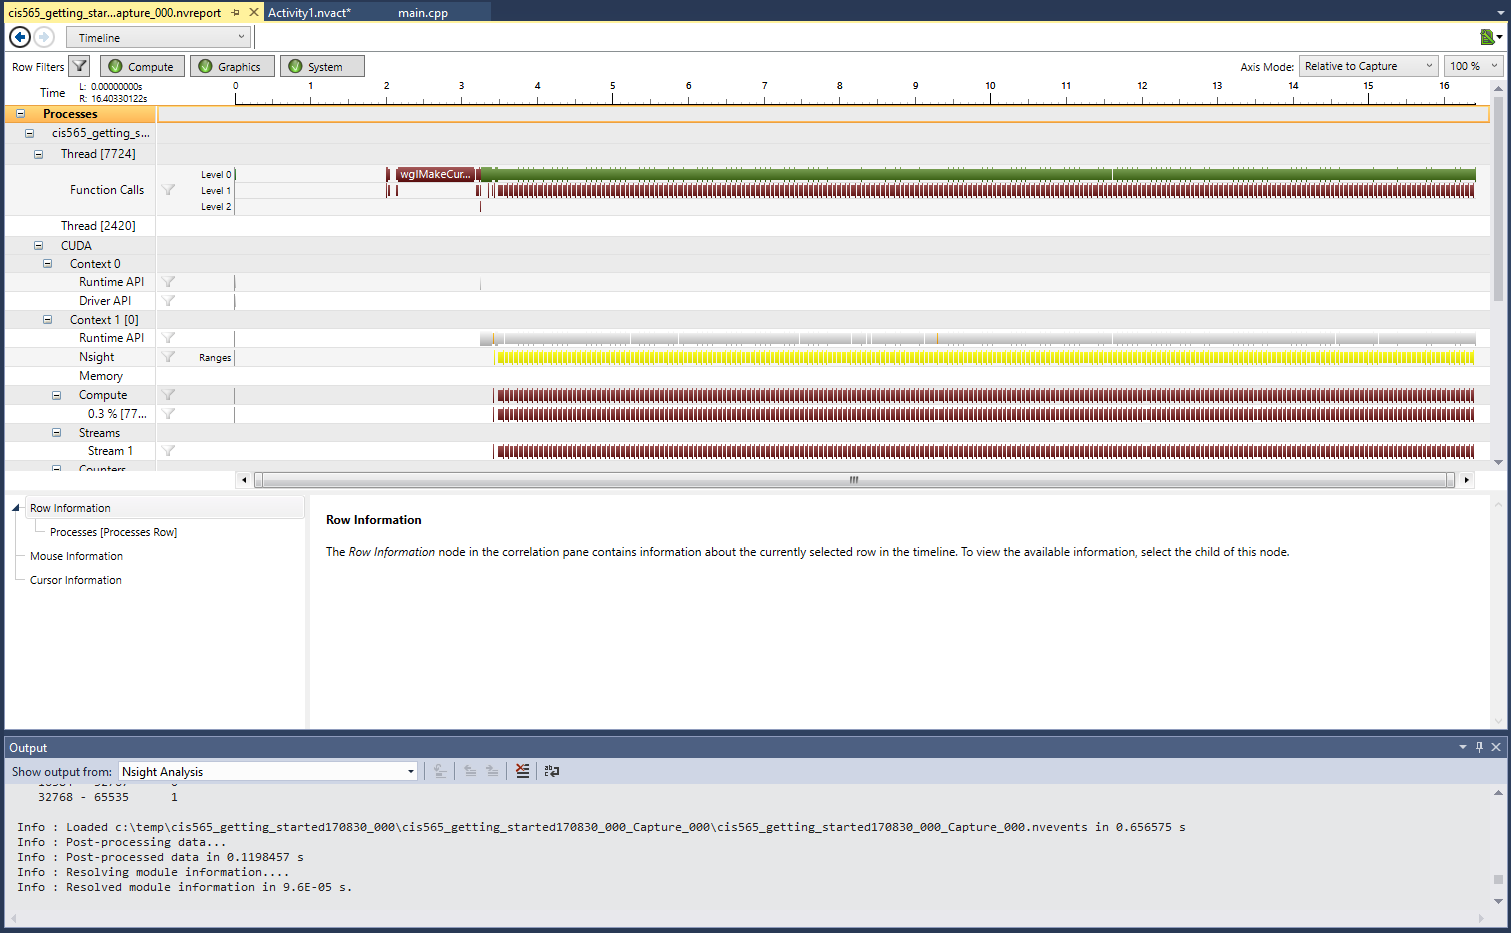 cis565_getting_star...apture_000.nvreport Activity1.nvact* main.cpp
Timeline
Row Filters Compute Graphics System Axis Mode: Relative to Capture 100 %
Time L: 0.00000000s R: 16.40330122s 0 1 2 3 4 5 6 7 8 9 10 11 12 13 14 15 16
Processes
cis565_getting_s...
Thread [7724]
Level 0 wglMakeCur...
Function Calls Level 1
Level 2
Thread [2420]
CUDA
Context 0
Runtime API
Driver API
Context 1 [0]
Runtime API
Nsight Ranges
Memory
Compute
0.3 % [77...
Streams
Stream 1
Counters
Row Information
Processes [Processes Row]
Mouse Information
Cursor Information
Row Information
The Row Information node in the correlation pane contains information about the currently selected row in the timeline. To view the available information, select the child of this node.
Output
Show output from: Nsight Analysis
32768 - 65535 1
Info : Loaded c:\temp\cis565_getting_started170830_000\cis565_getting_started170830_000_Capture_000\cis565_getting_started170830_000_Capture_000.nvevents in 0.656575 s
Info : Post-processing data...
Info : Post-processed data in 0.1198457 s
Info : Resolving module information....
Info : Resolved module information in 9.6E-05 s.